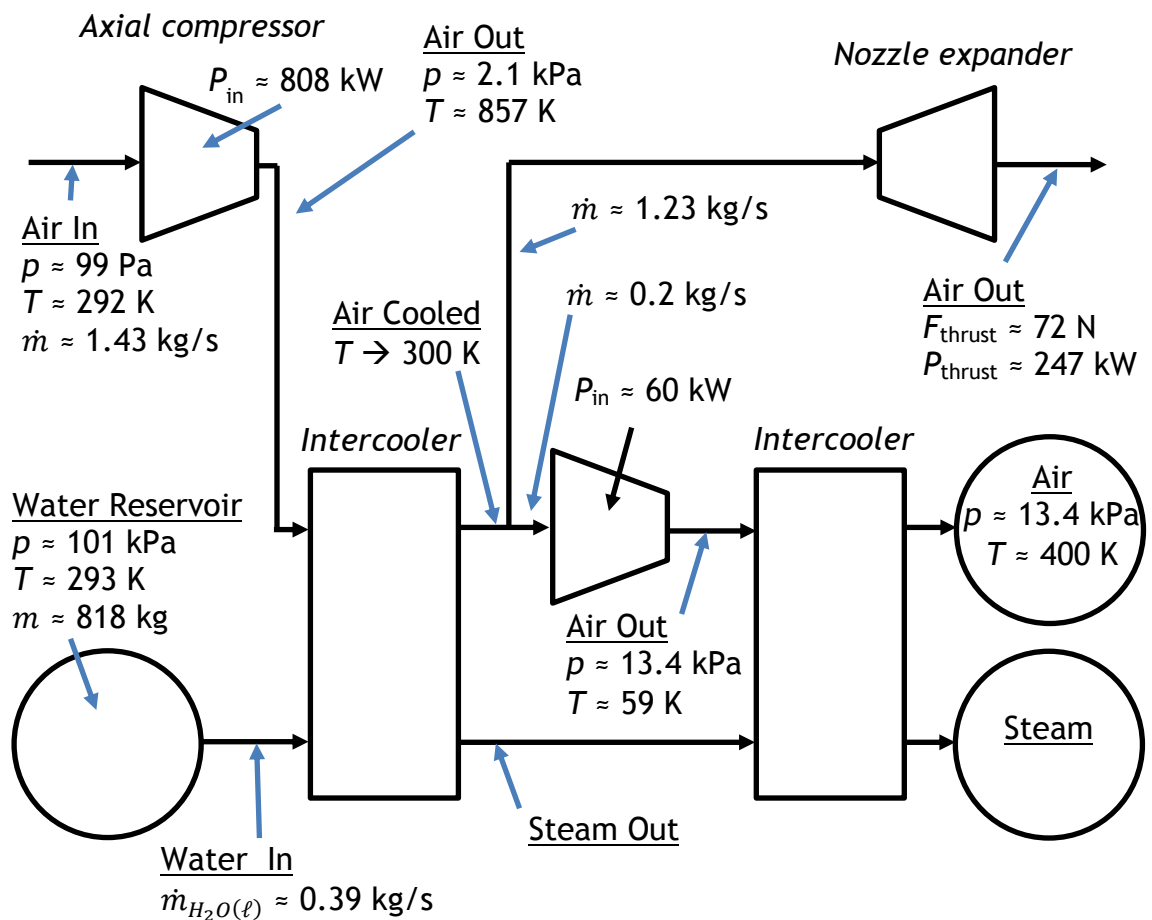 Axial compressor
P_in ≈ 808 kW
Air Out
p ≈ 2.1 kPa
T ≈ 857 K
Nozzle expander
Air In
p ≈ 99 Pa
T ≈ 292 K
ṁ ≈ 1.43 kg/s
ṁ ≈ 1.23 kg/s
ṁ ≈ 0.2 kg/s
Air Cooled
T → 300 K
Air Out
F_thrust ≈ 72 N
P_thrust ≈ 247 kW
P_in ≈ 60 kW
Intercooler
Intercooler
Water Reservoir
p ≈ 101 kPa
T ≈ 293 K
m ≈ 818 kg
Air
p ≈ 13.4 kPa
T ≈ 400 K
Air Out
p ≈ 13.4 kPa
T ≈ 59 K
Steam
Steam Out
Water In
ṁ_H₂O(ℓ) ≈ 0.39 kg/s